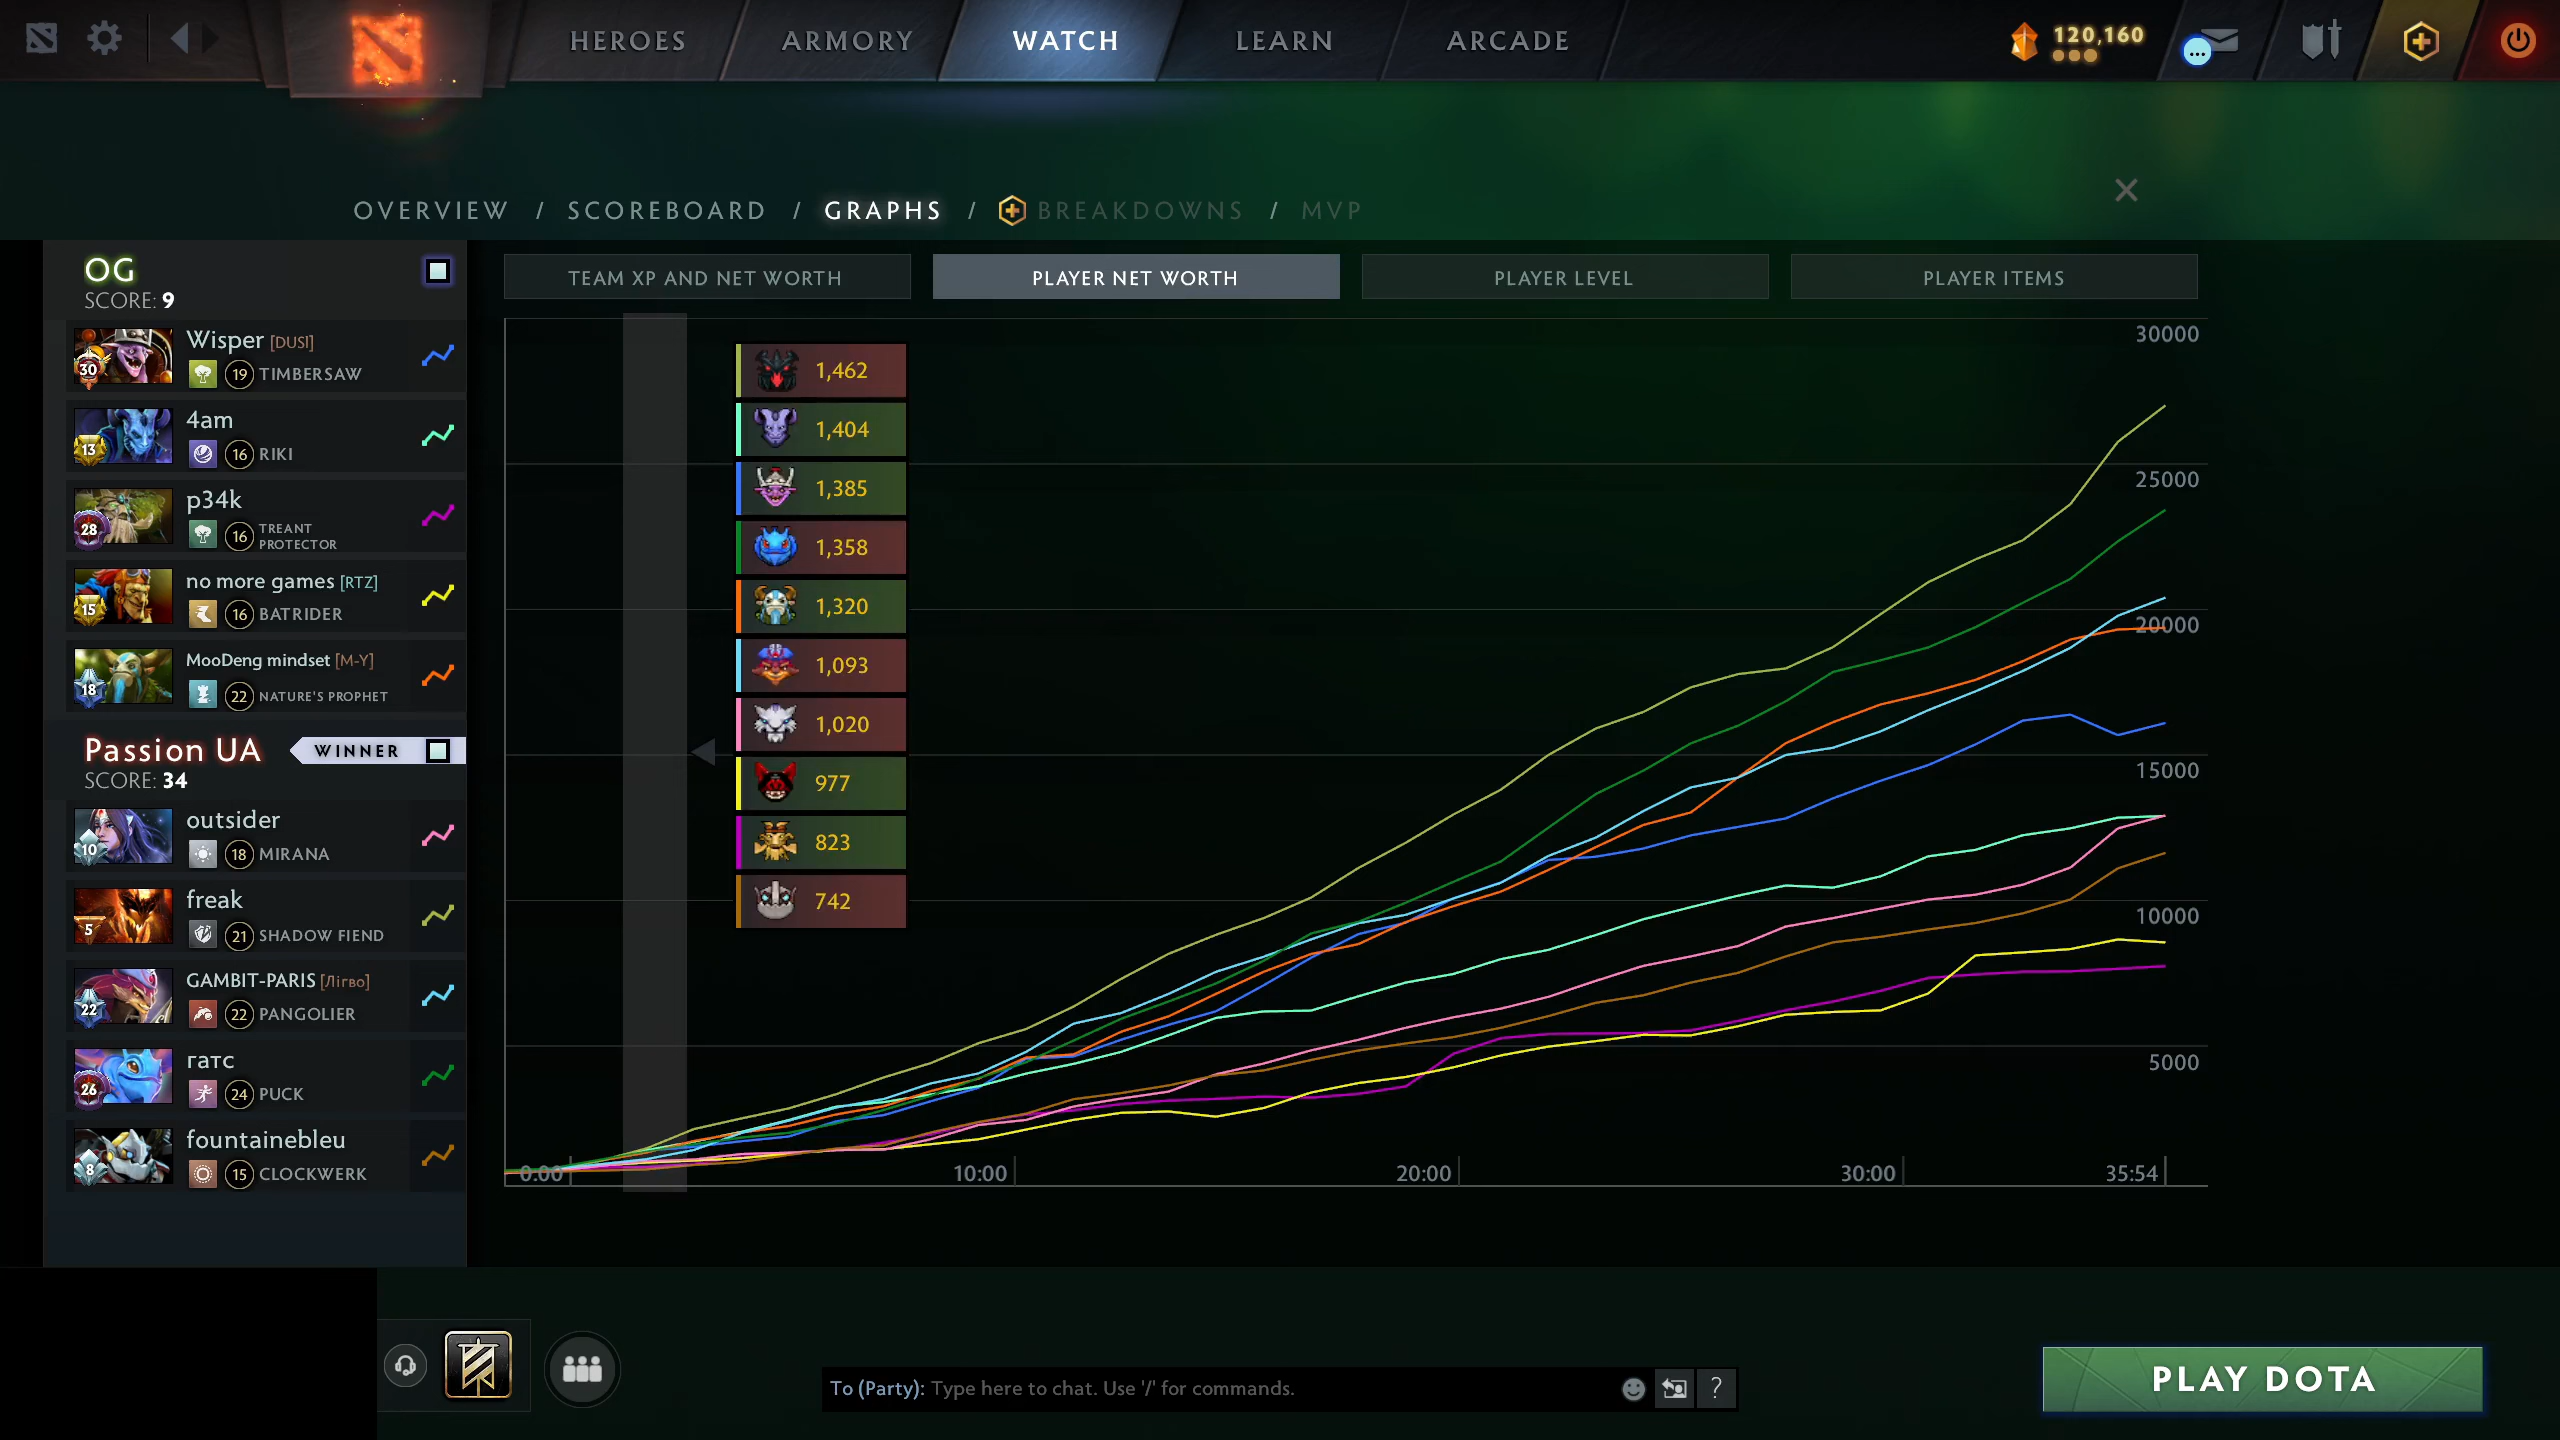 HEROES
ARMORY
WATCH
LEARN
ARCADE
120,160
OVERVIEW / SCOREBOARD / GRAPHS / BREAKDOWNS / MVP
OG
SCORE: 9
30
Wisper [DUSI]
19 TIMBERSAW
13
4am
16 RIKI
28
p34k
16 TREANT
PROTECTOR
15
no more games [RTZ]
16 BATRIDER
18
MooDeng mindset [M-Y]
22 NATURE'S PROPHET
Passion UA
WINNER
SCORE: 34
10
outsider
18 MIRANA
5
freak
21 SHADOW FIEND
22
GAMBIT-PARIS [Лігво]
22 PANGOLIER
26
гатс
24 PUCK
8
fountainebleu
15 CLOCKWERK
TEAM XP AND NET WORTH
PLAYER NET WORTH
PLAYER LEVEL
PLAYER ITEMS
1,462
1,404
1,385
1,358
1,320
1,093
1,020
977
823
742
30000
25000
20000
15000
10000
5000
0:00
10:00
20:00
30:00
35:54
To (Party): Type here to chat. Use '/' for commands.
?
PLAY DOTA